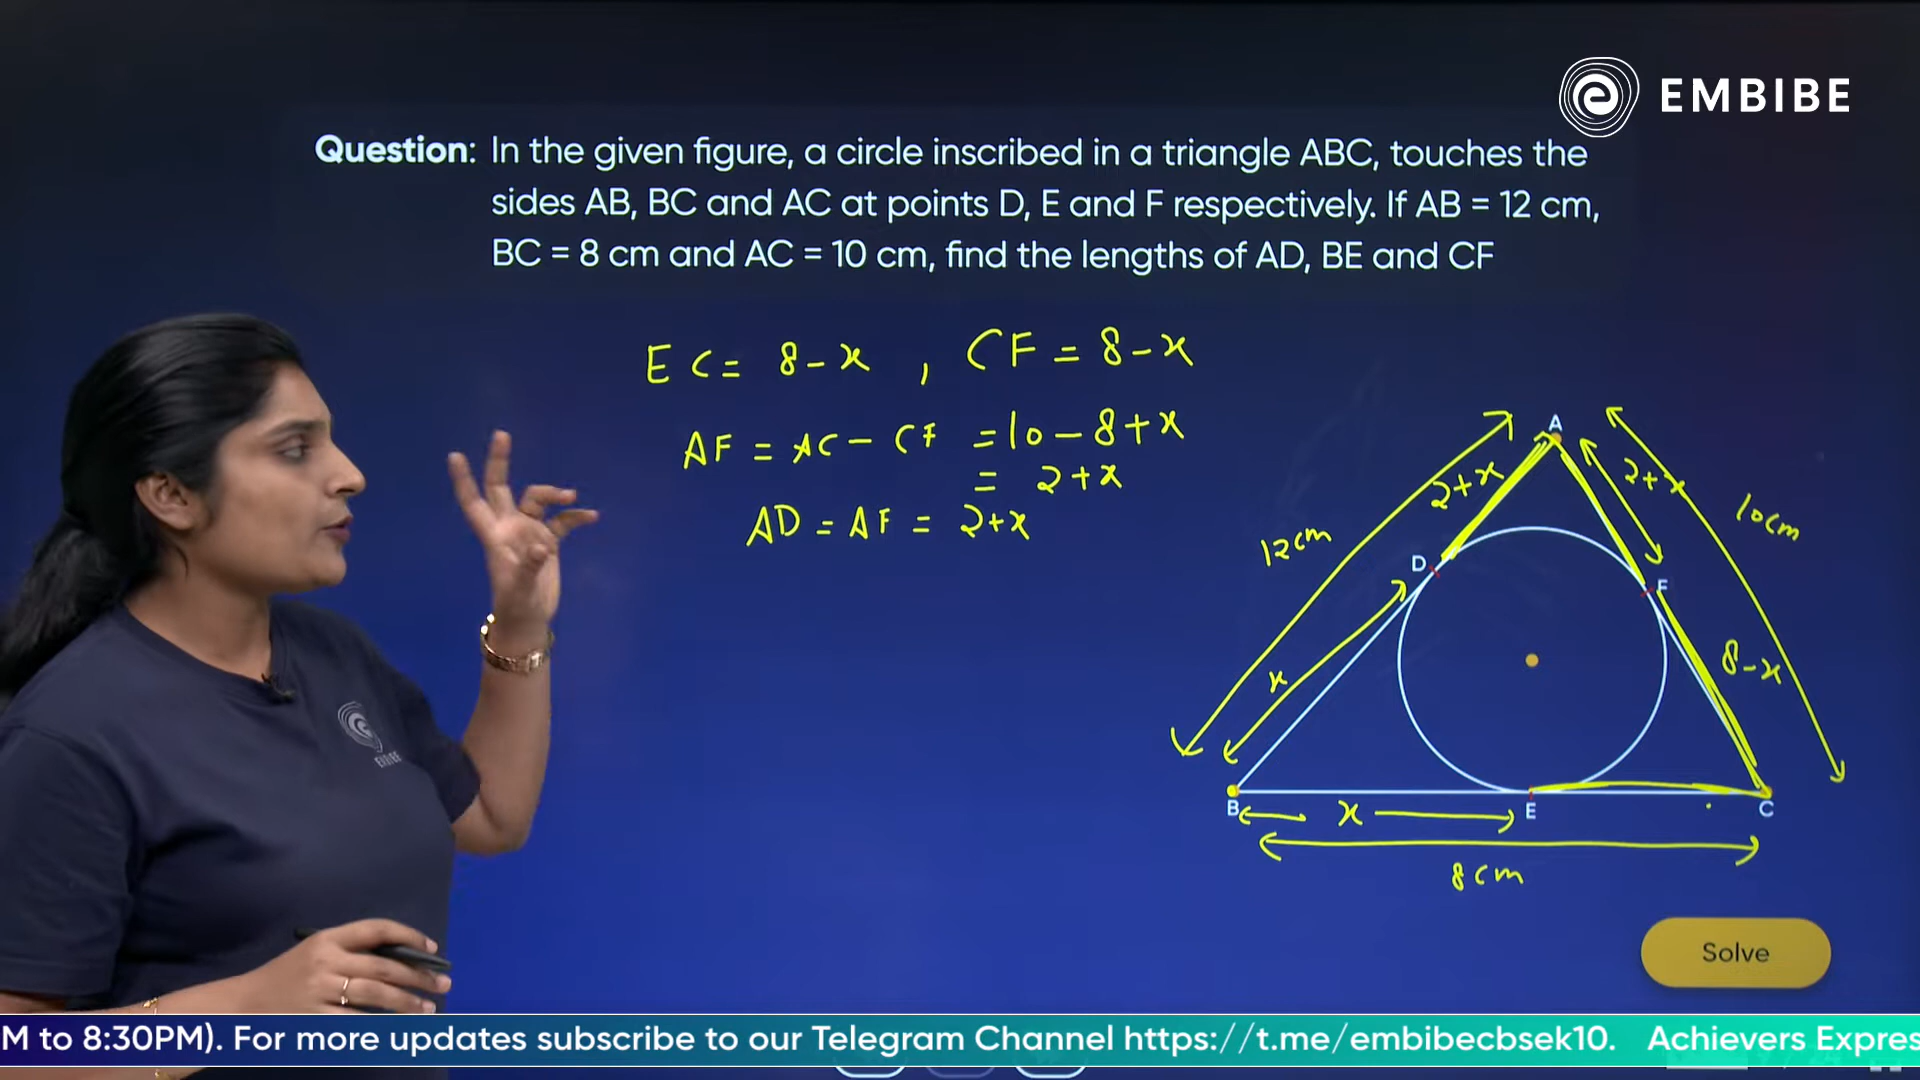 EMBIBE
Question: In the given figure, a circle inscribed in a triangle ABC, touches the
sides AB, BC and AC at points D, E and F respectively. If AB = 12 cm,
BC = 8 cm and AC = 10 cm, find the lengths of AD, BE and CF
EC = 8-x , CF = 8-x
AF = AC - CF = 10-8+x
= 2+x
AD = AF = 2+x
A
2+x
2+x
10cm
12cm
D
F
x
8-x
B
x
E
C
8cm
EMBIBE
Solve
M to 8:30PM). For more updates subscribe to our Telegram Channel https://t.me/embibecbsek10. Achievers Expres